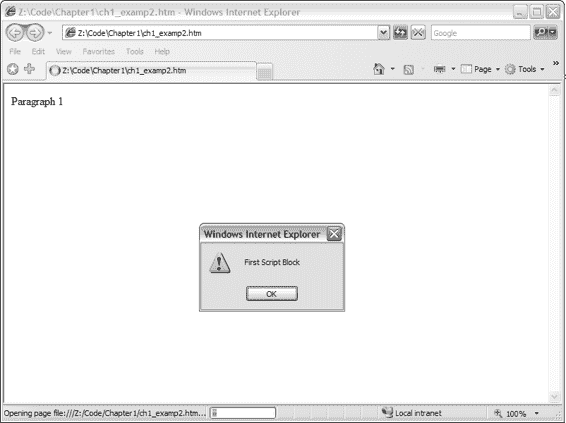 Z:\Code\Chapter1\ch1_examp2.htm - Windows Internet Explorer
Z:\Code\Chapter1\ch1_examp2.htm
Google
File Edit View Favorites Tools Help
Z:\Code\Chapter1\ch1_examp2.htm
Page
Tools
»
Paragraph 1
Windows Internet Explorer
First Script Block
OK
Opening page file:///Z:/Code/Chapter1/ch1_examp2.htm...
Local intranet
100%